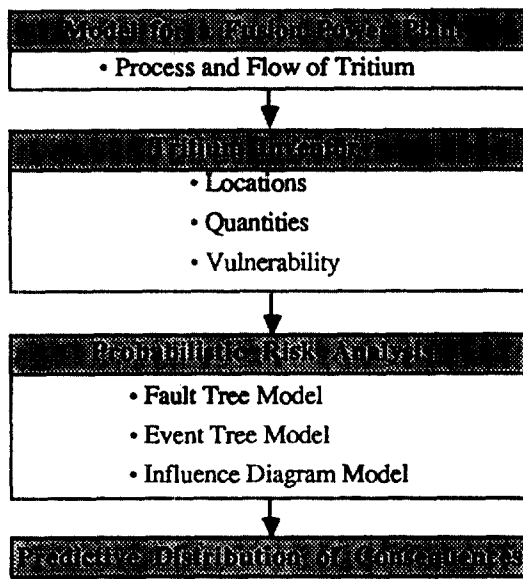 Model for a Fusion Power Plant
• Process and Flow of Tritium
Tritium Inventory
• Locations
• Quantities
• Vulnerability
Probabilistic Risk Analysis
• Fault Tree Model
• Event Tree Model
• Influence Diagram Model
Predictive Distributions of Consequences